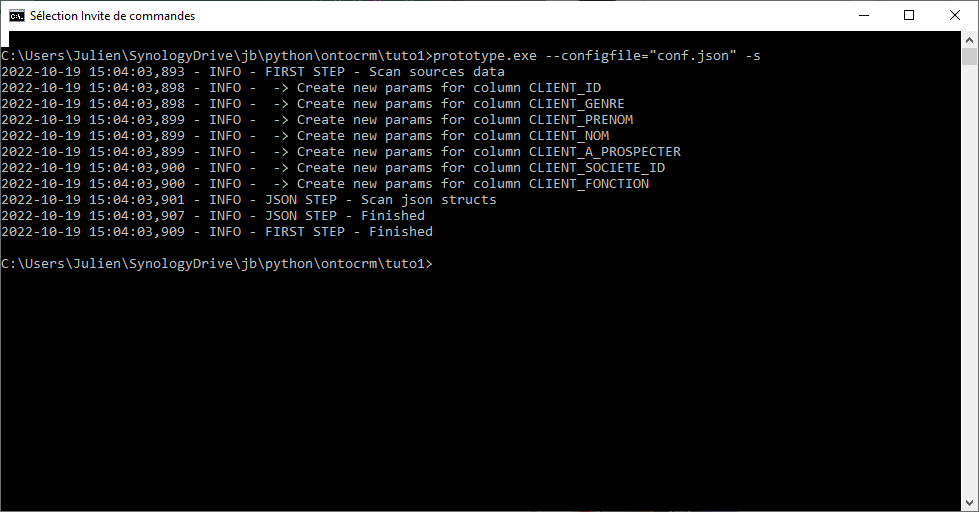 Sélection Invite de commandes
C:\Users\Julien\SynologyDrive\jb\python\ontocrm\tuto1>prototype.exe --configfile="conf.json" -s
2022-10-19 15:04:03,893 - INFO - FIRST STEP - Scan sources data
2022-10-19 15:04:03,898 - INFO -  -> Create new params for column CLIENT_ID
2022-10-19 15:04:03,898 - INFO -  -> Create new params for column CLIENT_GENRE
2022-10-19 15:04:03,899 - INFO -  -> Create new params for column CLIENT_PRENOM
2022-10-19 15:04:03,899 - INFO -  -> Create new params for column CLIENT_NOM
2022-10-19 15:04:03,899 - INFO -  -> Create new params for column CLIENT_A_PROSPECTER
2022-10-19 15:04:03,900 - INFO -  -> Create new params for column CLIENT_SOCIETE_ID
2022-10-19 15:04:03,900 - INFO -  -> Create new params for column CLIENT_FONCTION
2022-10-19 15:04:03,901 - INFO - JSON STEP - Scan json structs
2022-10-19 15:04:03,907 - INFO - JSON STEP - Finished
2022-10-19 15:04:03,909 - INFO - FIRST STEP - Finished
C:\Users\Julien\SynologyDrive\jb\python\ontocrm\tuto1>